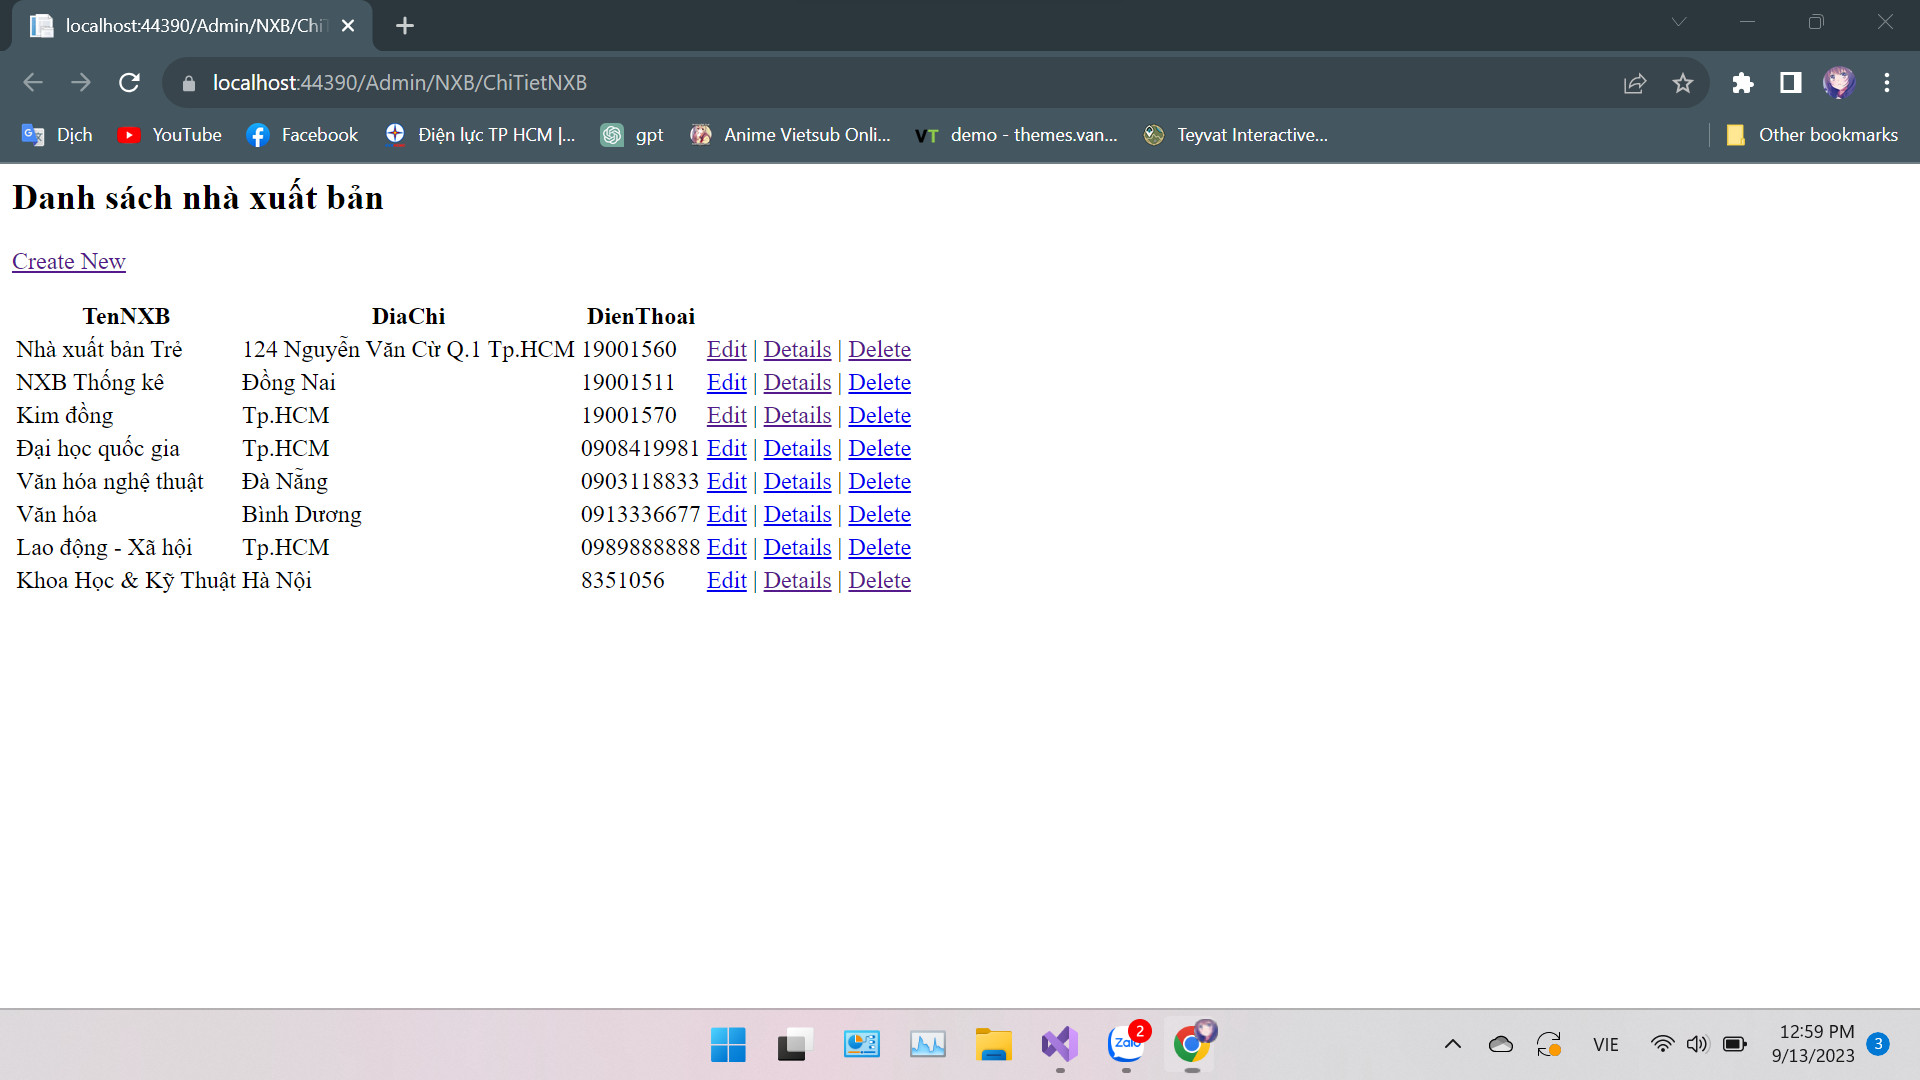 localhost:44390/Admin/NXB/Chi
localhost:44390/Admin/NXB/ChiTietNXB
Dịch YouTube Facebook Điện lực TP HCM |... gpt Anime Vietsub Onli... VT demo - themes.van... Teyvat Interactive... Other bookmarks
Danh sách nhà xuất bản
Create New
TenNXB DiaChi DienThoai
Nhà xuất bản Trẻ 124 Nguyễn Văn Cừ Q.1 Tp.HCM 19001560 Edit | Details | Delete
NXB Thống kê Đồng Nai 19001511 Edit | Details | Delete
Kim đồng Tp.HCM 19001570 Edit | Details | Delete
Đại học quốc gia Tp.HCM 0908419981 Edit | Details | Delete
Văn hóa nghệ thuật Đà Nẵng 0903118833 Edit | Details | Delete
Văn hóa Bình Dương 0913336677 Edit | Details | Delete
Lao động - Xã hội Tp.HCM 0989888888 Edit | Details | Delete
Khoa Học & Kỹ Thuật Hà Nội 8351056 Edit | Details | Delete
Zalo 2 VIE 12:59 PM
9/13/2023 3